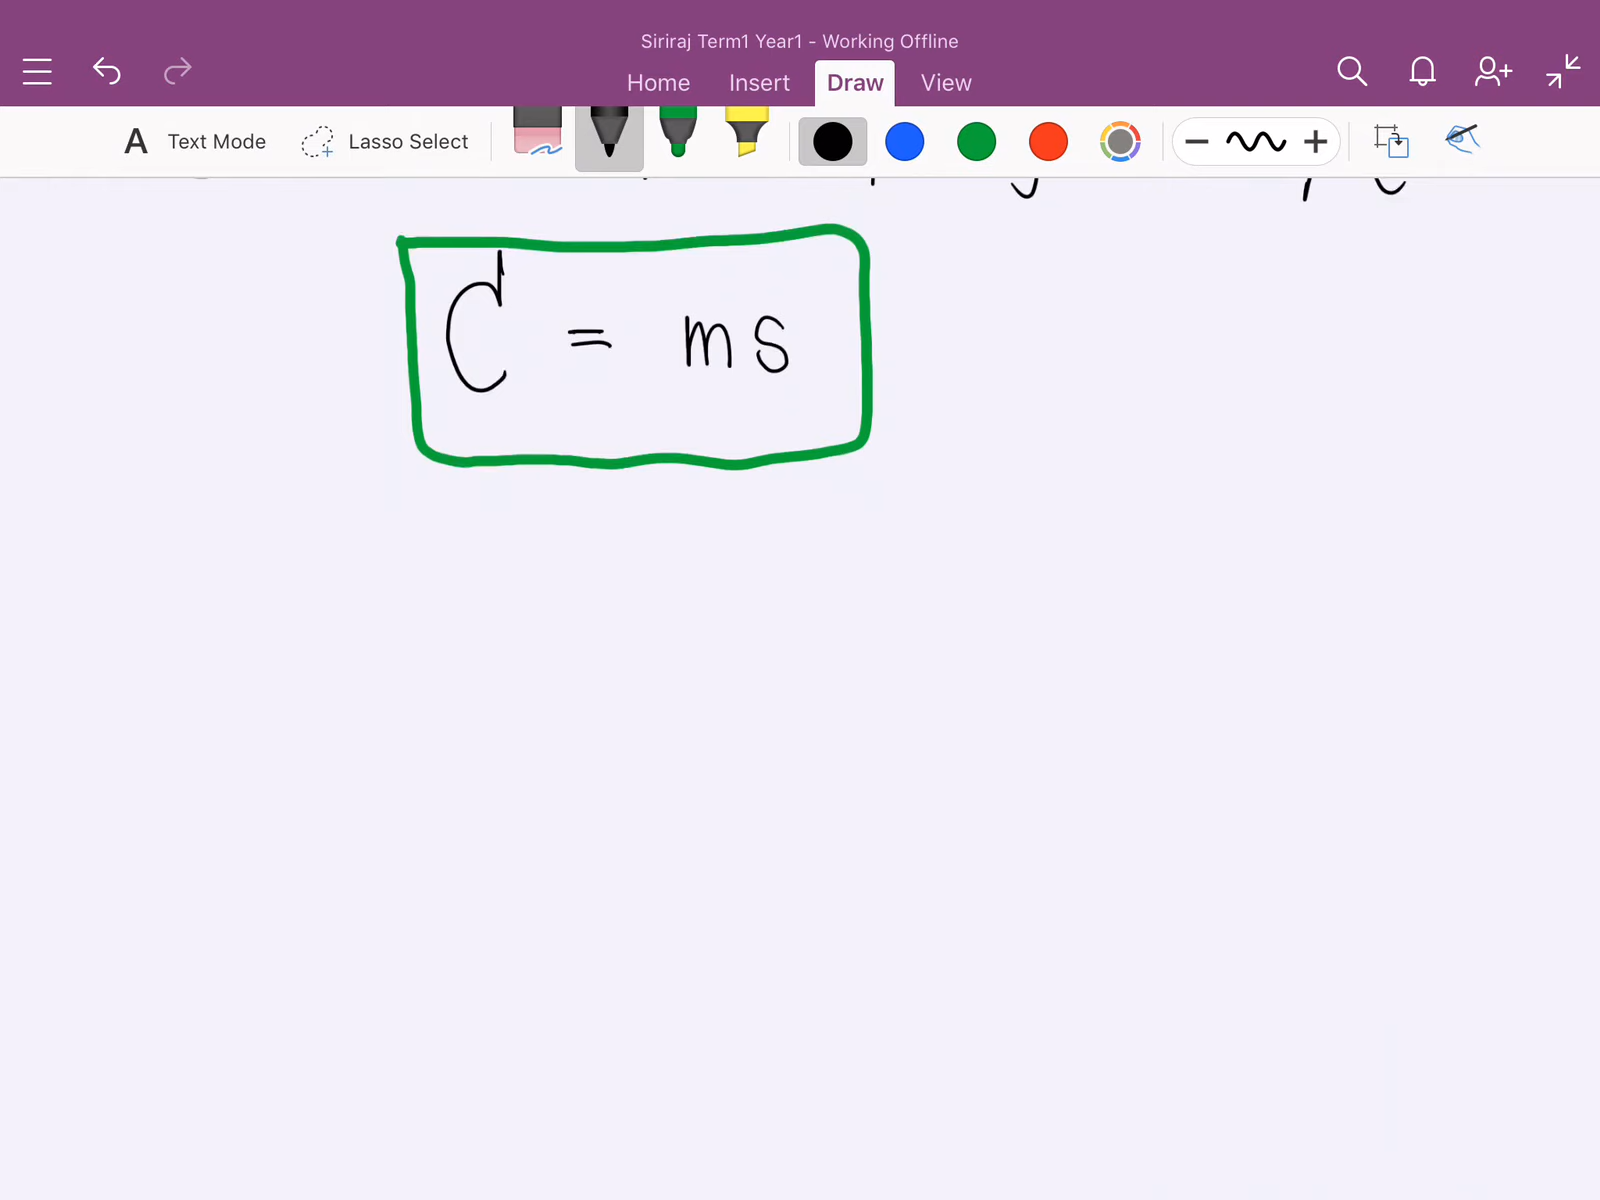 Siriraj Term1 Year1 - Working Offline
Home Insert Draw View
A Text Mode Lasso Select
C = ms